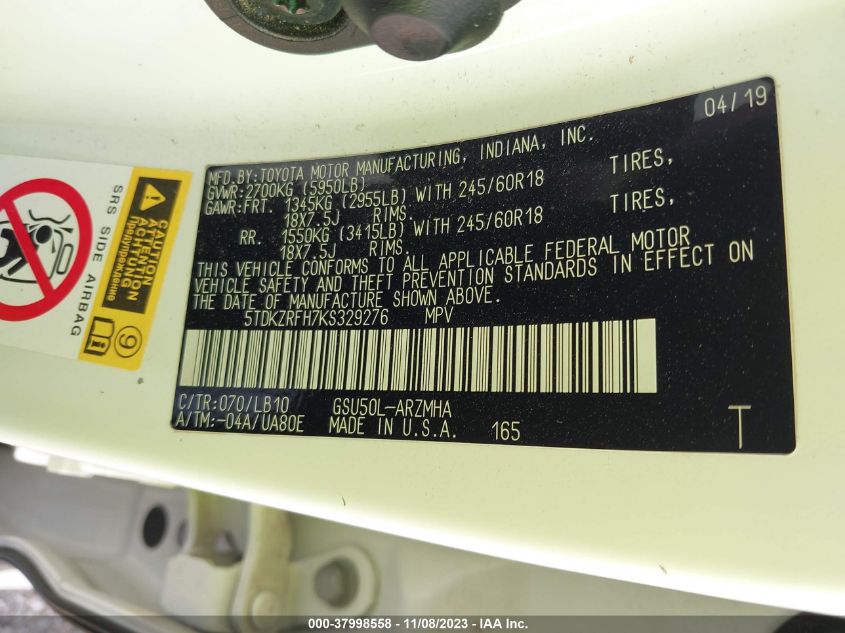 04/19
MFD.BY:TOYOTA MOTOR MANUFACTURING, INDIANA, INC.
GVWR:2700KG (5950LB)
GAWR:FRT. 1345KG (2955LB) WITH 245/60R18 TIRES,
18X7.5J RIMS.
RR. 1550KG (3415LB) WITH 245/60R18 TIRES,
18X7.5J RIMS.
THIS VEHICLE CONFORMS TO ALL APPLICABLE FEDERAL MOTOR
VEHICLE SAFETY AND THEFT PREVENTION STANDARDS IN EFFECT ON
THE DATE OF MANUFACTURE SHOWN ABOVE.
5TDKZRFH7KS329276 MPV
C/TR:070/LB10 GSU50L-ARZMHA
A/TM:-04A/UA80E MADE IN U.S.A. 165 T
SRS SIDE AIRBAG
CAUTION
ATTENTION
ACHTUNG
Предупреждение
9
000-37998558 - 11/08/2023 - IAA Inc.